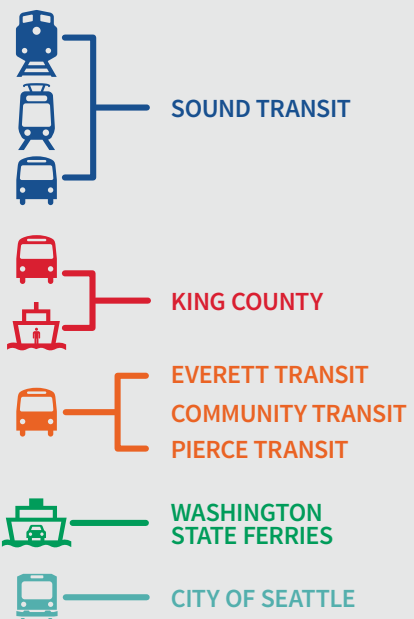 SOUND TRANSIT
KING COUNTY
EVERETT TRANSIT
COMMUNITY TRANSIT
PIERCE TRANSIT
WASHINGTON
STATE FERRIES
CITY OF SEATTLE